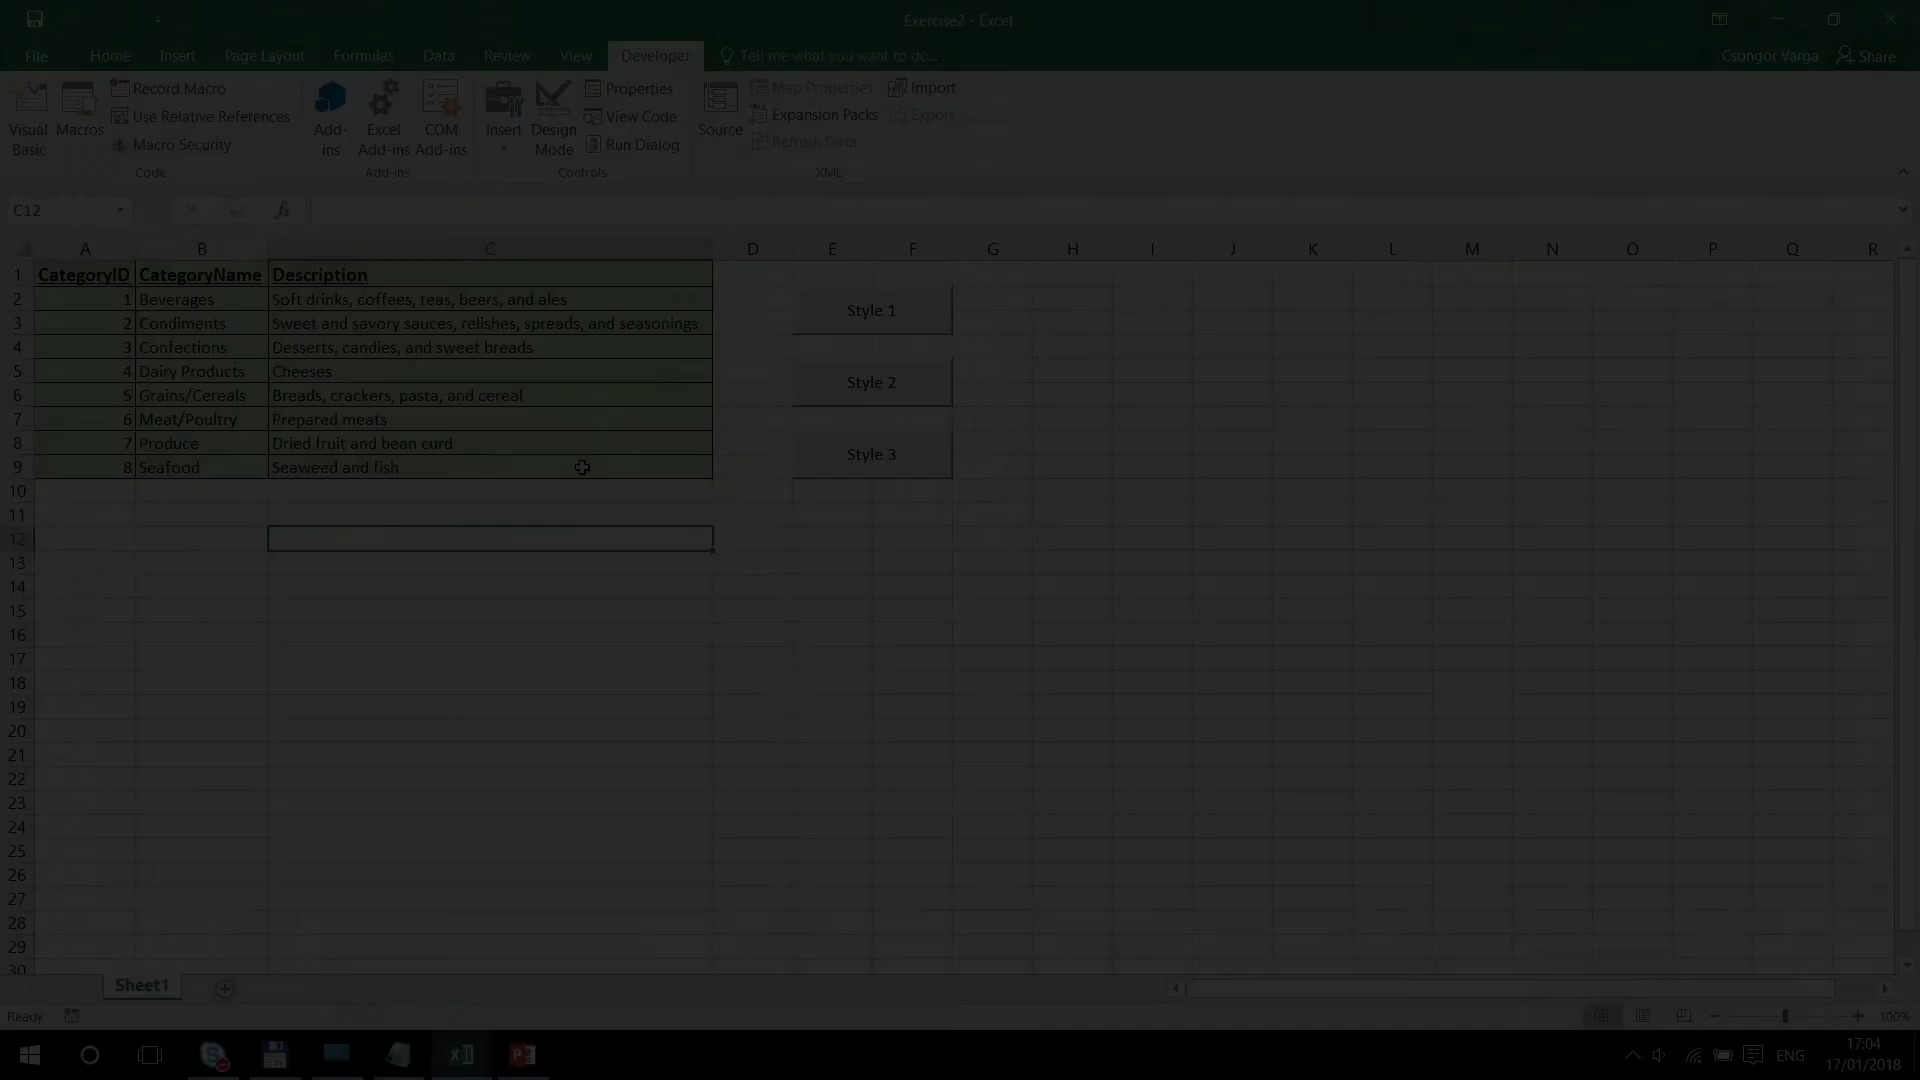 Exercise2 - Excel
File Home Insert Page Layout Formulas Data Review View Developer Tell me what you want to do... Csongor Varga Share
Visual Basic
Macros
Record Macro
Use Relative References
Macro Security
Code
Add-ins
Excel Add-ins
COM Add-ins
Add-ins
Insert
Design Mode
Properties
View Code
Run Dialog
Controls
Source
Map Properties
Expansion Packs
Refresh Data
Import
Export
XML
C12 fx
A B C D E F G H I J K L M N O P Q R
1 CategoryID CategoryName Description
2 1 Beverages Soft drinks, coffees, teas, beers, and ales
3 2 Condiments Sweet and savory sauces, relishes, spreads, and seasonings
4 3 Confections Desserts, candies, and sweet breads
5 4 Dairy Products Cheeses
6 5 Grains/Cereals Breads, crackers, pasta, and cereal
7 6 Meat/Poultry Prepared meats
8 7 Produce Dried fruit and bean curd
9 8 Seafood Seaweed and fish
Style 1
Style 2
Style 3
10
11
12
13
14
15
16
17
18
19
20
21
22
23
24
25
26
27
28
29
30
Sheet1
Ready 100%
ENG 17:04
17/01/2018